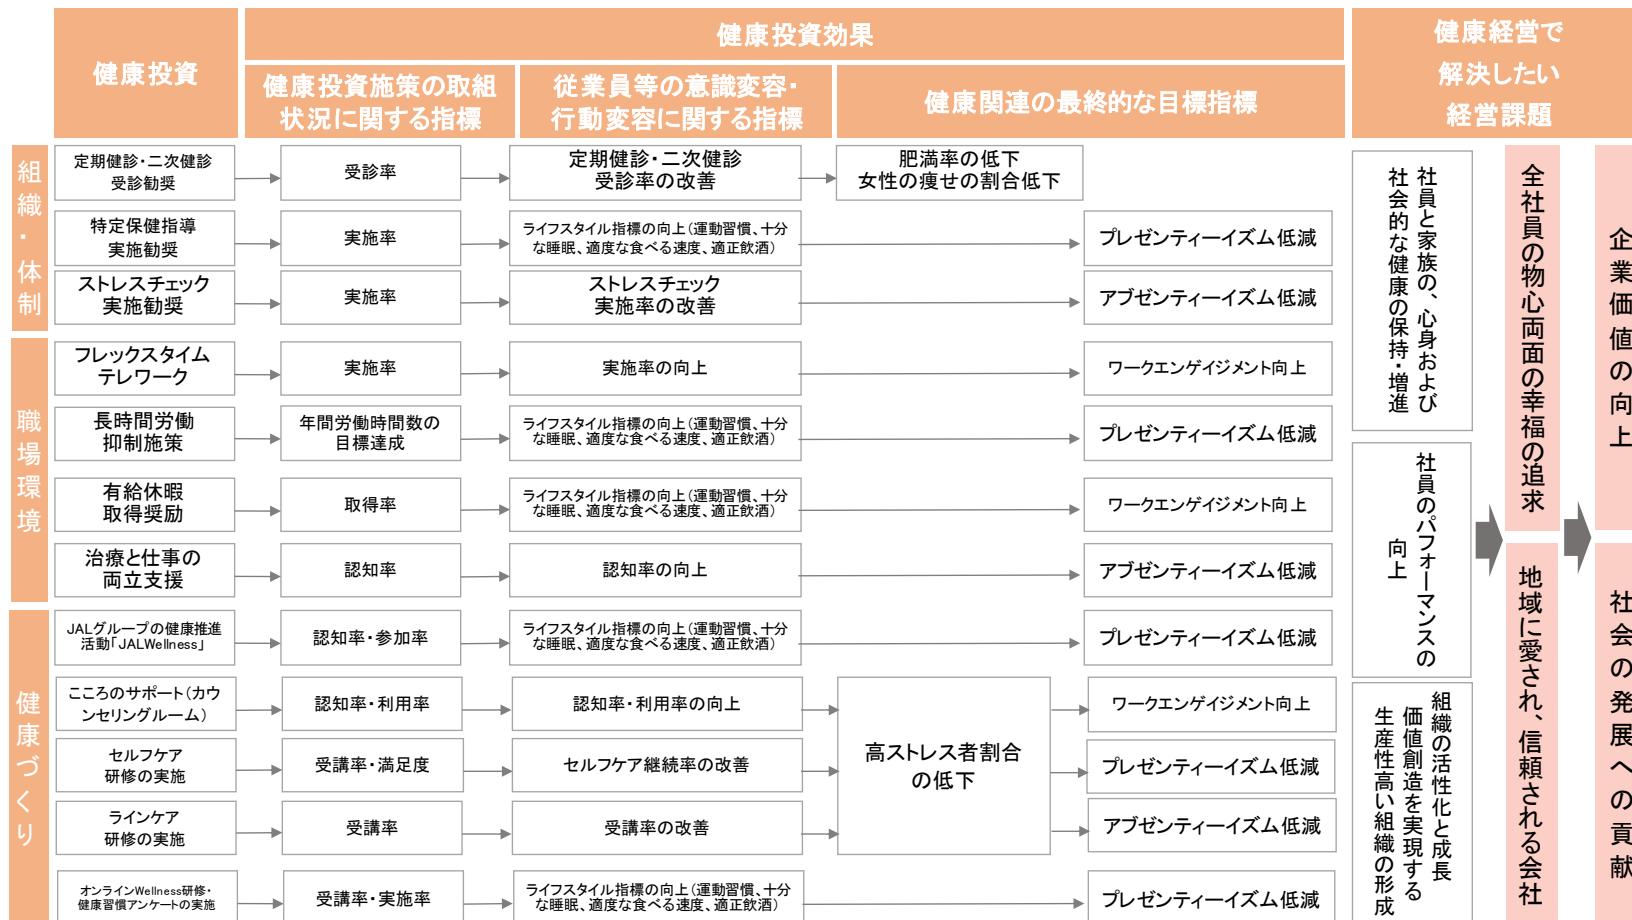 健康投資
健康投資効果
健康経営で
解決したい
経営課題
健康投資施策の取組
状況に関する指標
従業員等の意識変容・
行動変容に関する指標
健康関連の最終的な目標指標
組織・体制
定期健診・二次健診
受診勧奨
受診率
定期健診・二次健診
受診率の改善
肥満率の低下
女性の痩せの割合低下
特定保健指導
実施勧奨
実施率
ライフスタイル指標の向上(運動習慣、十分
な睡眠、適度な食べる速度、適正飲酒)
プレゼンティーイズム低減
ストレスチェック
実施勧奨
実施率
ストレスチェック
実施率の改善
アブゼンティーイズム低減
職場環境
フレックスタイム
テレワーク
実施率
実施率の向上
ワークエンゲイジメント向上
長時間労働
抑制施策
年間労働時間数の
目標達成
ライフスタイル指標の向上(運動習慣、十分
な睡眠、適度な食べる速度、適正飲酒)
プレゼンティーイズム低減
有給休暇
取得奨励
取得率
ライフスタイル指標の向上(運動習慣、十分
な睡眠、適度な食べる速度、適正飲酒)
ワークエンゲイジメント向上
治療と仕事の
両立支援
認知率
認知率の向上
アブゼンティーイズム低減
健康づくり
JALグループの健康推進
活動「JALWellness」
認知率・参加率
ライフスタイル指標の向上(運動習慣、十分
な睡眠、適度な食べる速度、適正飲酒)
プレゼンティーイズム低減
こころのサポート(カウ
ンセリングルーム)
認知率・利用率
認知率・利用率の向上
高ストレス者割合
の低下
ワークエンゲイジメント向上
セルフケア
研修の実施
受講率・満足度
セルフケア継続率の改善
プレゼンティーイズム低減
ラインケア
研修の実施
受講率
受講率の改善
アブゼンティーイズム低減
オンラインWellness研修・
健康習慣アンケートの実施
受講率・実施率
ライフスタイル指標の向上(運動習慣、十分
な睡眠、適度な食べる速度、適正飲酒)
プレゼンティーイズム低減
社員と家族の、心身および
社会的な健康の保持・増進
社員のパフォーマンスの
向上
組織の活性化と成長
価値創造を実現する
生産性高い組織の形成
全社員の物心両面の幸福の追求
地域に愛され、信頼される会社
企業価値の向上
社会の発展への貢献